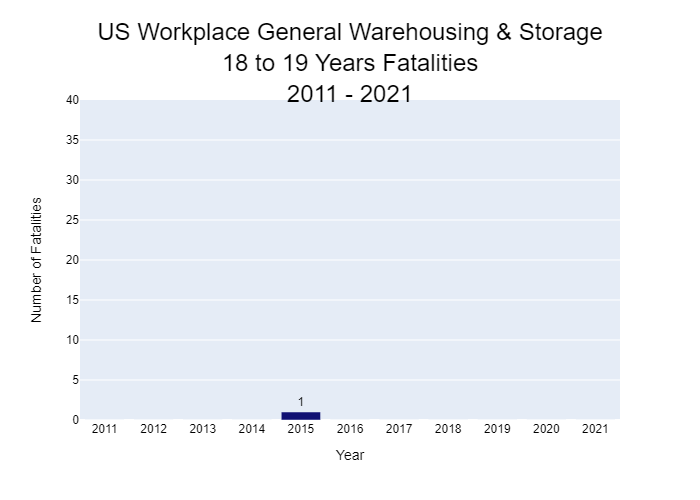 US Workplace General Warehousing & Storage
18 to 19 Years Fatalities
2011 - 2021
40
35
30
25
20
15
10
5
0
Number of Fatalities
1
2011 2012 2013 2014 2015 2016 2017 2018 2019 2020 2021
Year